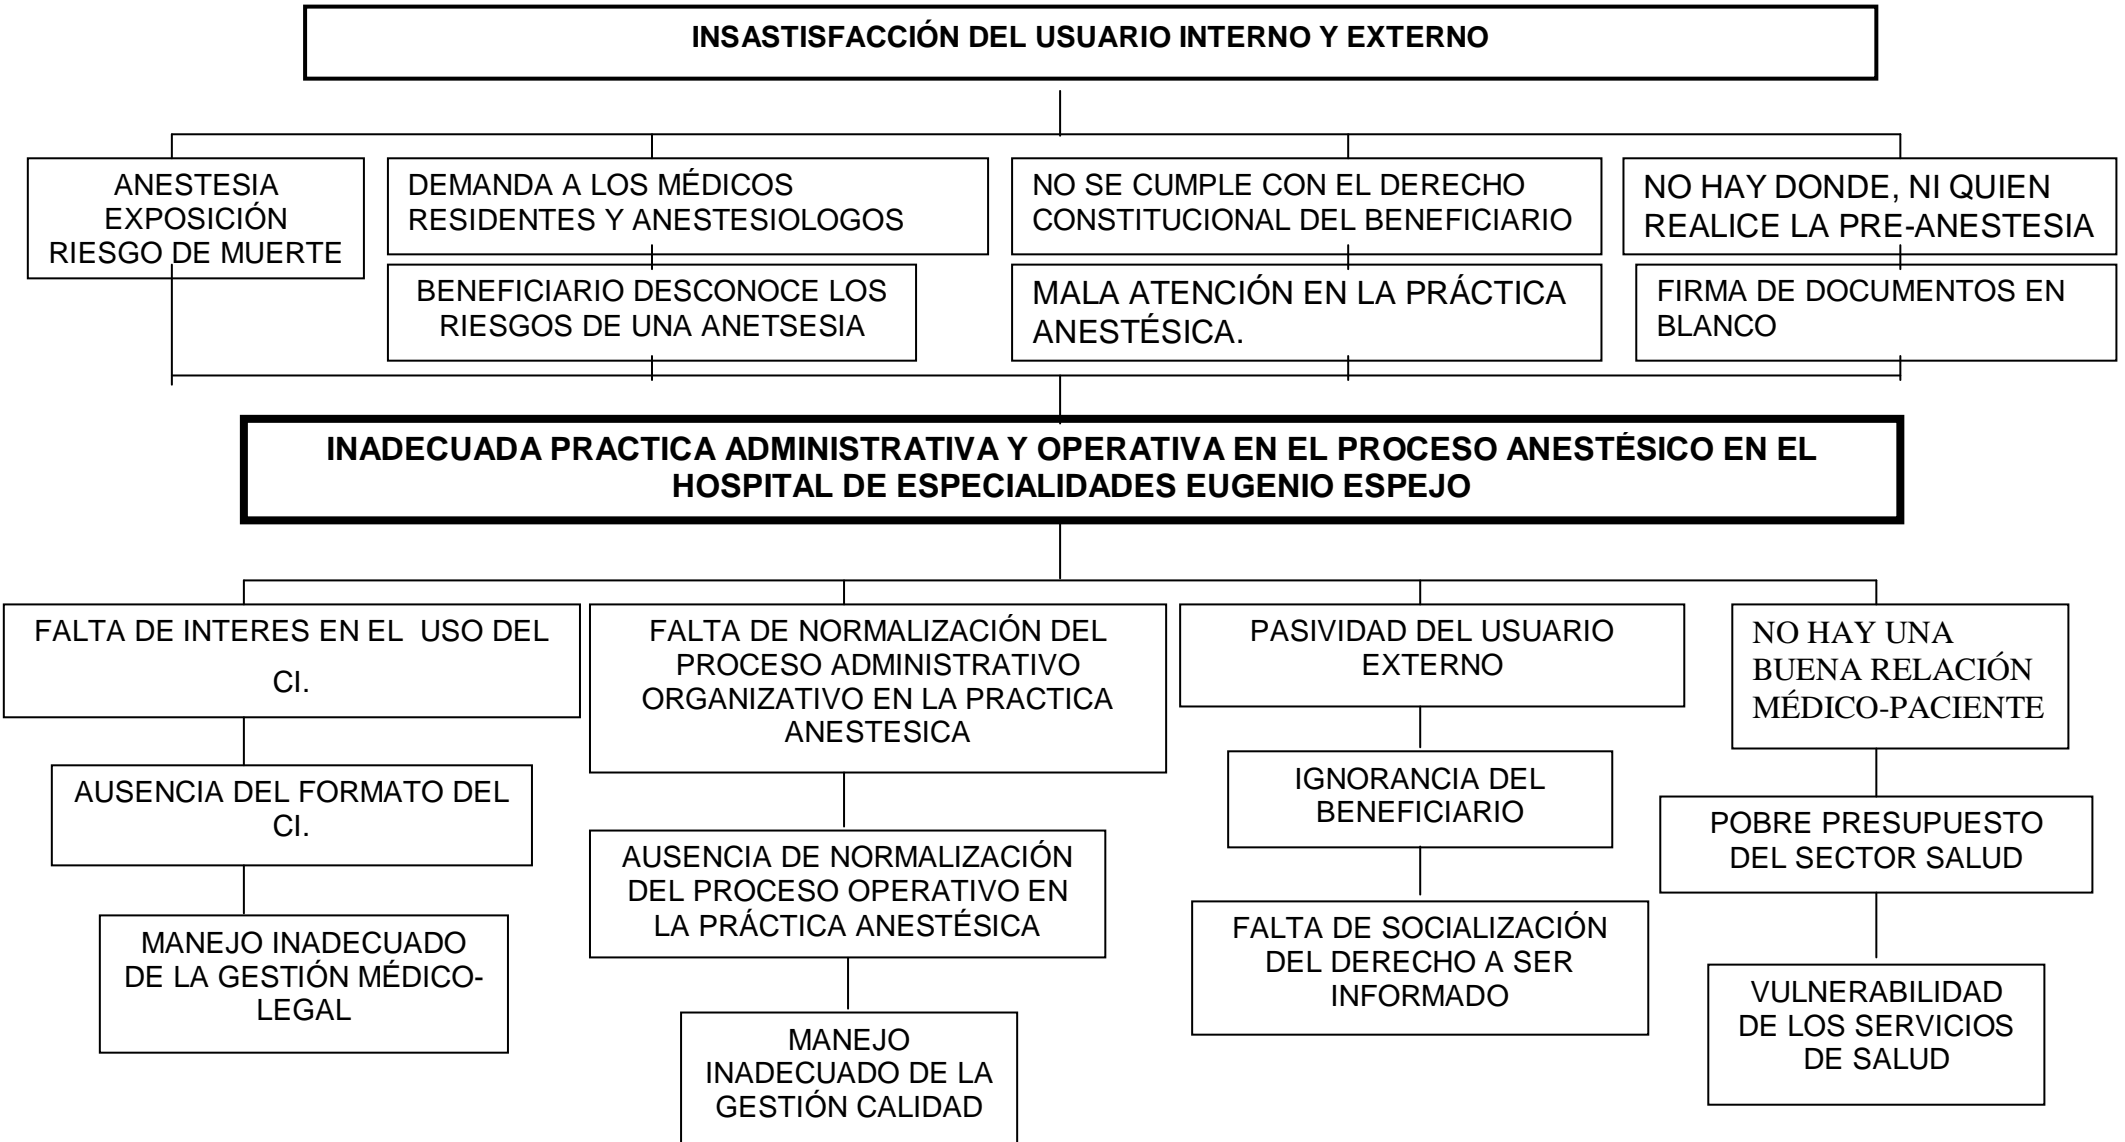 INSASTISFACCIÓN DEL USUARIO INTERNO Y EXTERNO
ANESTESIA
EXPOSICIÓN
RIESGO DE MUERTE
DEMANDA A LOS MÉDICOS
RESIDENTES Y ANESTESIOLOGOS
NO SE CUMPLE CON EL DERECHO
CONSTITUCIONAL DEL BENEFICIARIO
NO HAY DONDE, NI QUIEN
REALICE LA PRE-ANESTESIA
BENEFICIARIO DESCONOCE LOS
RIESGOS DE UNA ANETSESIA
MALA ATENCIÓN EN LA PRÁCTICA
ANESTÉSICA.
FIRMA DE DOCUMENTOS EN
BLANCO
INADECUADA PRACTICA ADMINISTRATIVA Y OPERATIVA EN EL PROCESO ANESTÉSICO EN EL
HOSPITAL DE ESPECIALIDADES EUGENIO ESPEJO
FALTA DE INTERES EN EL USO DEL
CI.
FALTA DE NORMALIZACIÓN DEL
PROCESO ADMINISTRATIVO
ORGANIZATIVO EN LA PRACTICA
ANESTESICA
PASIVIDAD DEL USUARIO
EXTERNO
NO HAY UNA
BUENA RELACIÓN
MÉDICO-PACIENTE
AUSENCIA DEL FORMATO DEL
CI.
AUSENCIA DE NORMALIZACIÓN
DEL PROCESO OPERATIVO EN
LA PRÁCTICA ANESTÉSICA
IGNORANCIA DEL
BENEFICIARIO
POBRE PRESUPUESTO
DEL SECTOR SALUD
MANEJO INADECUADO
DE LA GESTIÓN MÉDICO-
LEGAL
MANEJO
INADECUADO DE LA
GESTIÓN CALIDAD
FALTA DE SOCIALIZACIÓN
DEL DERECHO A SER
INFORMADO
VULNERABILIDAD
DE LOS SERVICIOS
DE SALUD